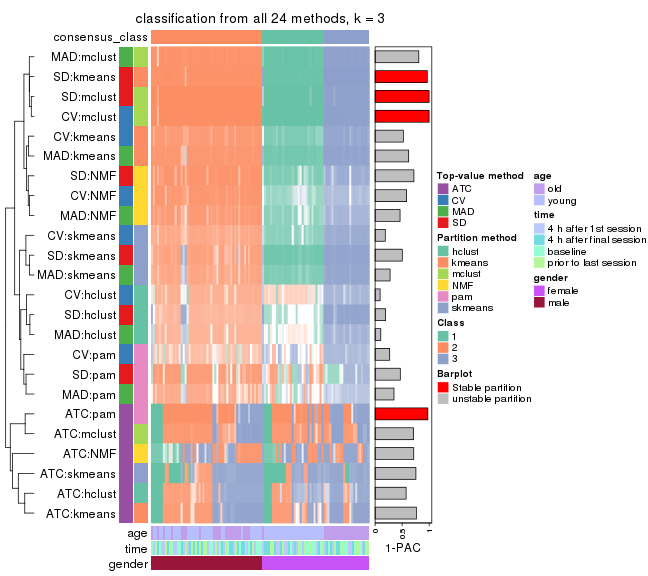 classification from all 24 methods, k = 3
consensus_class
MAD:mclust
SD:kmeans
SD:mclust
CV:mclust
CV:kmeans
MAD:kmeans
SD:NMF
CV:NMF
MAD:NMF
CV:skmeans
SD:skmeans
MAD:skmeans
CV:hclust
SD:hclust
MAD:hclust
CV:pam
SD:pam
MAD:pam
ATC:pam
ATC:mclust
ATC:NMF
ATC:skmeans
ATC:hclust
ATC:kmeans
age
time
gender
0
0.5
1
1-PAC
Top-value method
ATC
CV
MAD
SD
Partition method
hclust
kmeans
mclust
NMF
pam
skmeans
Class
1
2
3
Barplot
Stable partition
unstable partition
age
old
young
time
4 h after 1st session
4 h after final session
baseline
prior to last session
gender
female
male